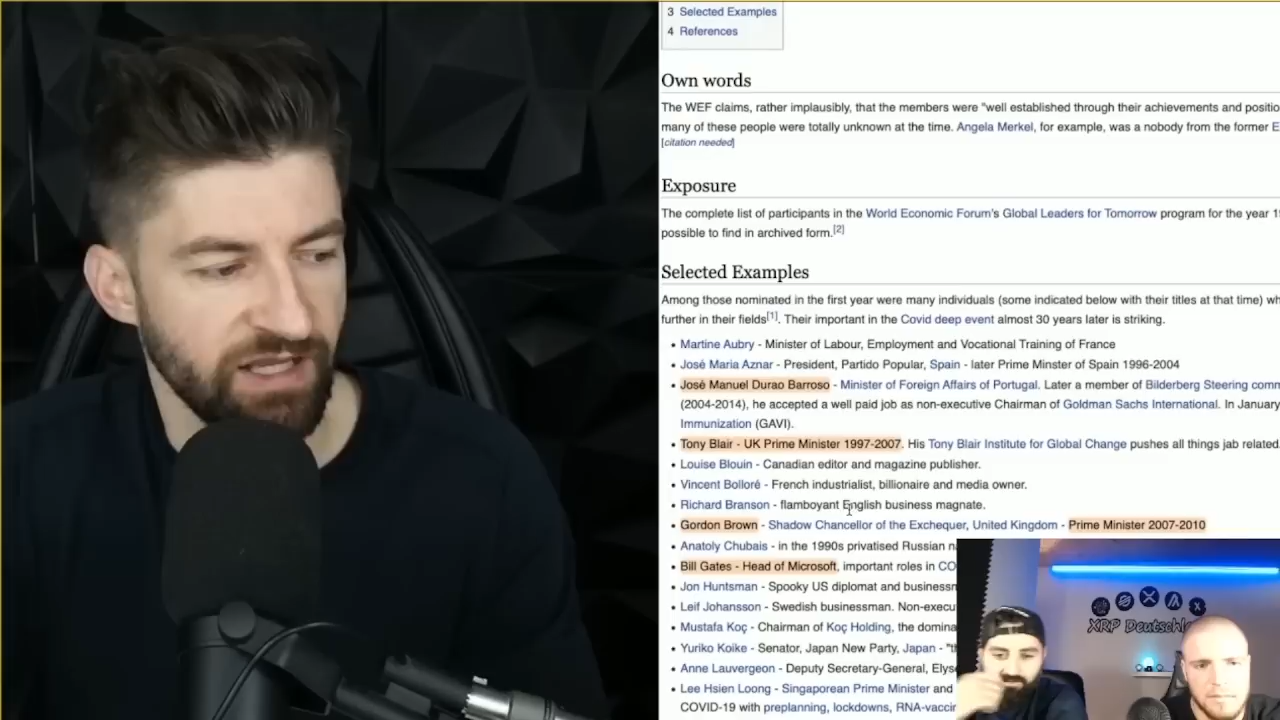 3 Selected Examples
4 References
Own words
The WEF claims, rather implausibly, that the members were "well established through their achievements and positio
many of these people were totally unknown at the time. Angela Merkel, for example, was a nobody from the former E
[citation needed]
Exposure
The complete list of participants in the World Economic Forum's Global Leaders for Tomorrow program for the year 1
possible to find in archived form.[2]
Selected Examples
Among those nominated in the first year were many individuals (some indicated below with their titles at that time) wh
further in their fields[1]. Their important in the Covid deep event almost 30 years later is striking.
• Martine Aubry - Minister of Labour, Employment and Vocational Training of France
• José Maria Aznar - President, Partido Popular, Spain - later Prime Minster of Spain 1996-2004
• José Manuel Durao Barroso - Minister of Foreign Affairs of Portugal. Later a member of Bilderberg Steering comm
(2004-2014), he accepted a well paid job as non-executive Chairman of Goldman Sachs International. In January
Immunization (GAVI).
• Tony Blair - UK Prime Minister 1997-2007. His Tony Blair Institute for Global Change pushes all things jab related.
• Louise Blouin - Canadian editor and magazine publisher.
• Vincent Bolloré - French industrialist, billionaire and media owner.
• Richard Branson - flamboyant English business magnate.
• Gordon Brown - Shadow Chancellor of the Exchequer, United Kingdom - Prime Minister 2007-2010
• Anatoly Chubais - in the 1990s privatised Russian n
• Bill Gates - Head of Microsoft, important roles in CO
• Jon Huntsman - Spooky US diplomat and businessn
• Leif Johansson - Swedish businessman. Non-execu
• Mustafa Koç - Chairman of Koç Holding, the domina
• Yuriko Koike - Senator, Japan New Party, Japan - "th
• Anne Lauvergeon - Deputy Secretary-General, Elys
• Lee Hsien Loong - Singaporean Prime Minister and
COVID-19 with preplanning, lockdowns, RNA-vaccir
XRP Deutschl